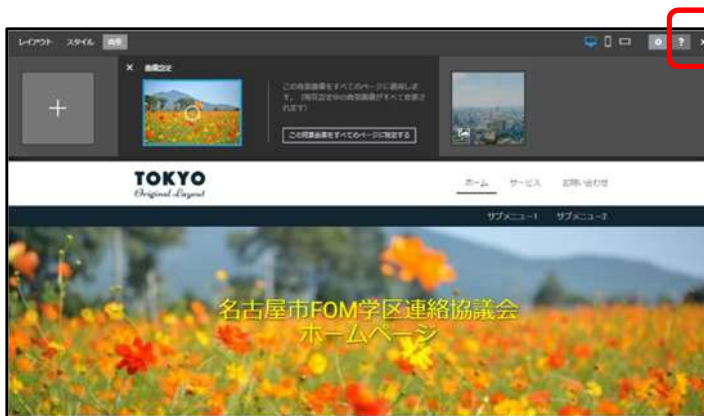 レイアウト スタイル 背景
? ×
× 画像設定
この背景画像をすべてのページに適用しま
す。(現在設定中の背景画像がすべて変更さ
れます)
この背景画像をすべてのページに指定する
TOKYO
Original Layout
ホーム サービス お問い合わせ
サブメニュー1 サブメニュー2
名古屋市FOM学区連絡協議会
ホームページ